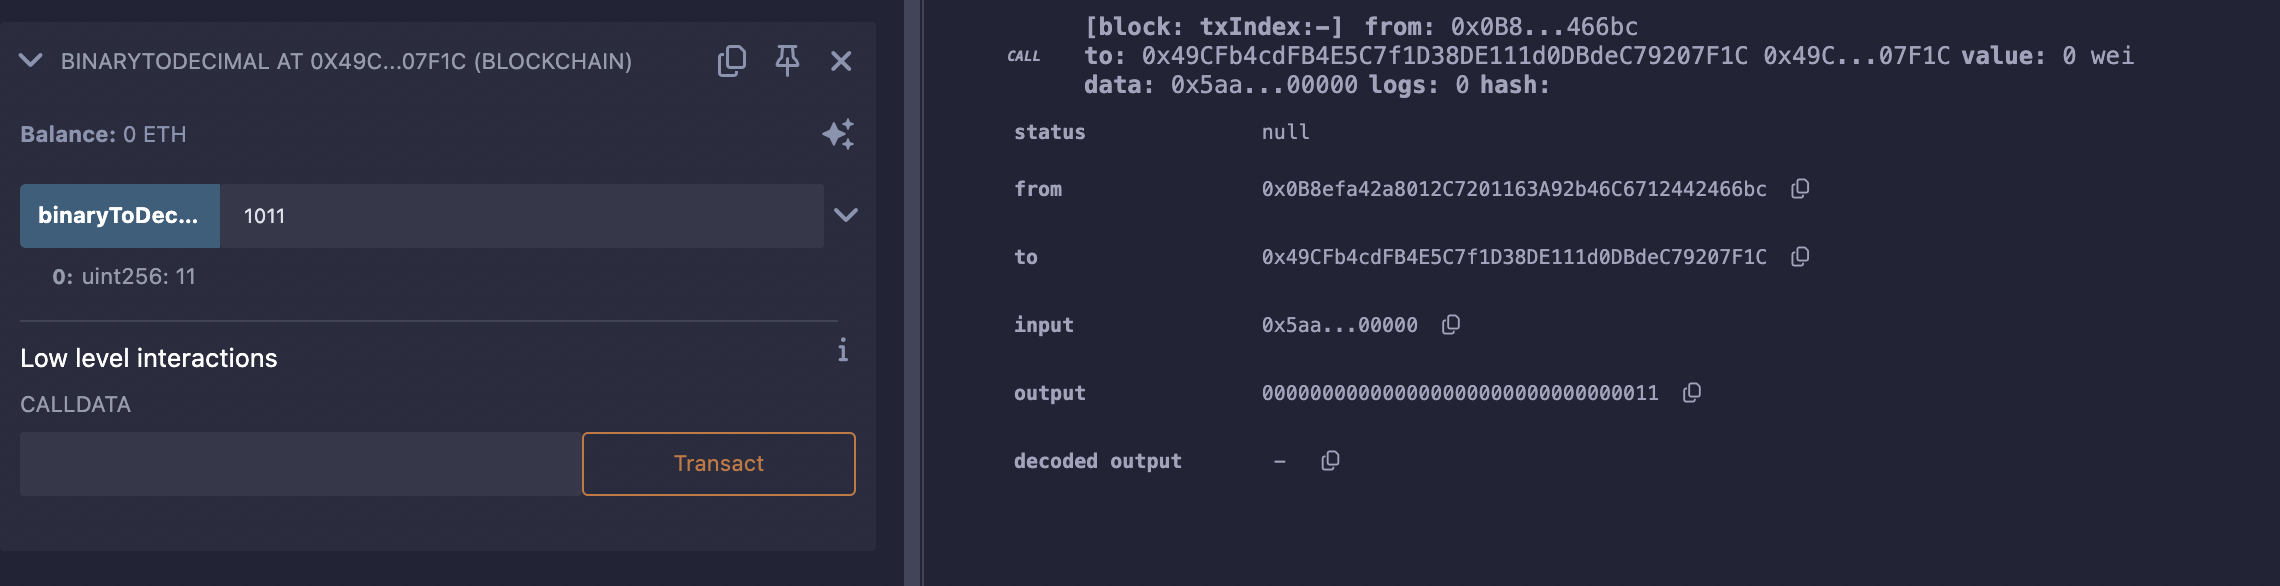 BINARYTODECIMAL AT 0X49C...07F1C (BLOCKCHAIN)
Balance: 0 ETH
binaryToDec... 1011
0: uint256: 11
Low level interactions i
CALLDATA
Transact
[block: txIndex:-] from: 0x0B8...466bc
CALL to: 0x49CFb4cdFB4E5C7f1D38DE111d0DBdeC79207F1C 0x49C...07F1C value: 0 wei
data: 0x5aa...00000 logs: 0 hash:
status null
from 0x0B8efa42a8012C7201163A92b46C6712442466bc
to 0x49CFb4cdFB4E5C7f1D38DE111d0DBdeC79207F1C
input 0x5aa...00000
output 000000000000000000000000000000011
decoded output -